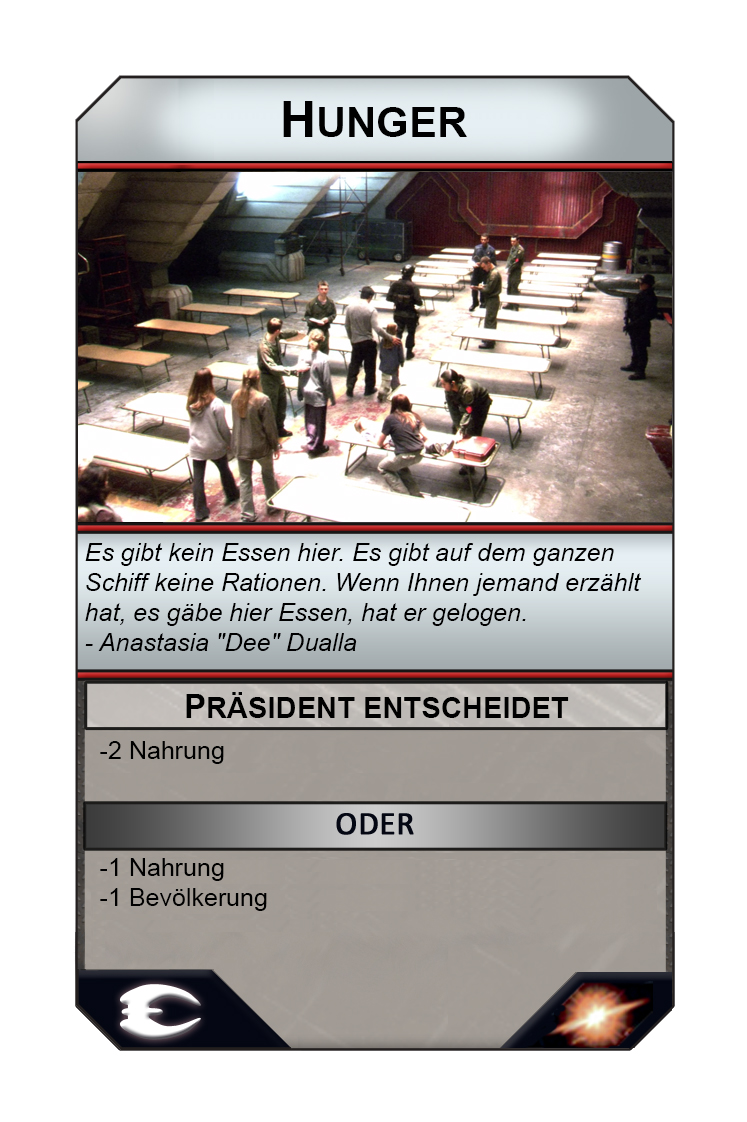 HUNGER
Es gibt kein Essen hier. Es gibt auf dem ganzen
Schiff keine Rationen. Wenn Ihnen jemand erzählt
hat, es gäbe hier Essen, hat er gelogen.
- Anastasia "Dee" Dualla
PRÄSIDENT ENTSCHEIDET
-2 Nahrung
ODER
-1 Nahrung
-1 Bevölkerung